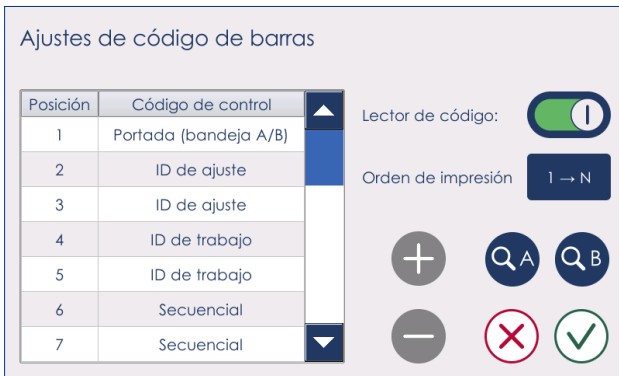 Ajustes de código de barras
Posición Código de control
1 Portada (bandeja A/B)
2 ID de ajuste
3 ID de ajuste
4 ID de trabajo
5 ID de trabajo
6 Secuencial
7 Secuencial
Lector de código: I
Orden de impresión 1 → N
A B